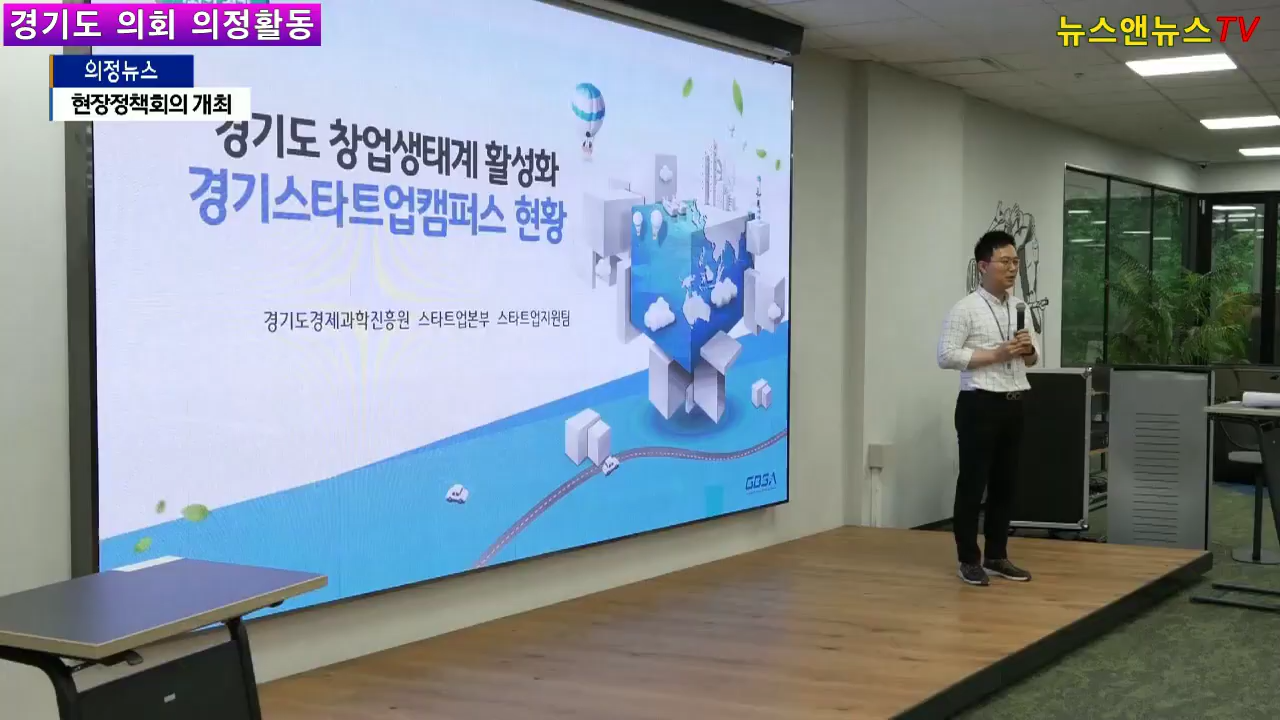 경기도 의회 의정활동
뉴스앤뉴스TV
의정뉴스
현장정책회의 개최
경기도 창업생태계 활성화
경기스타트업캠퍼스 현황
경기도경제과학진흥원 스타트업본부 스타트업지원팀
GBSA